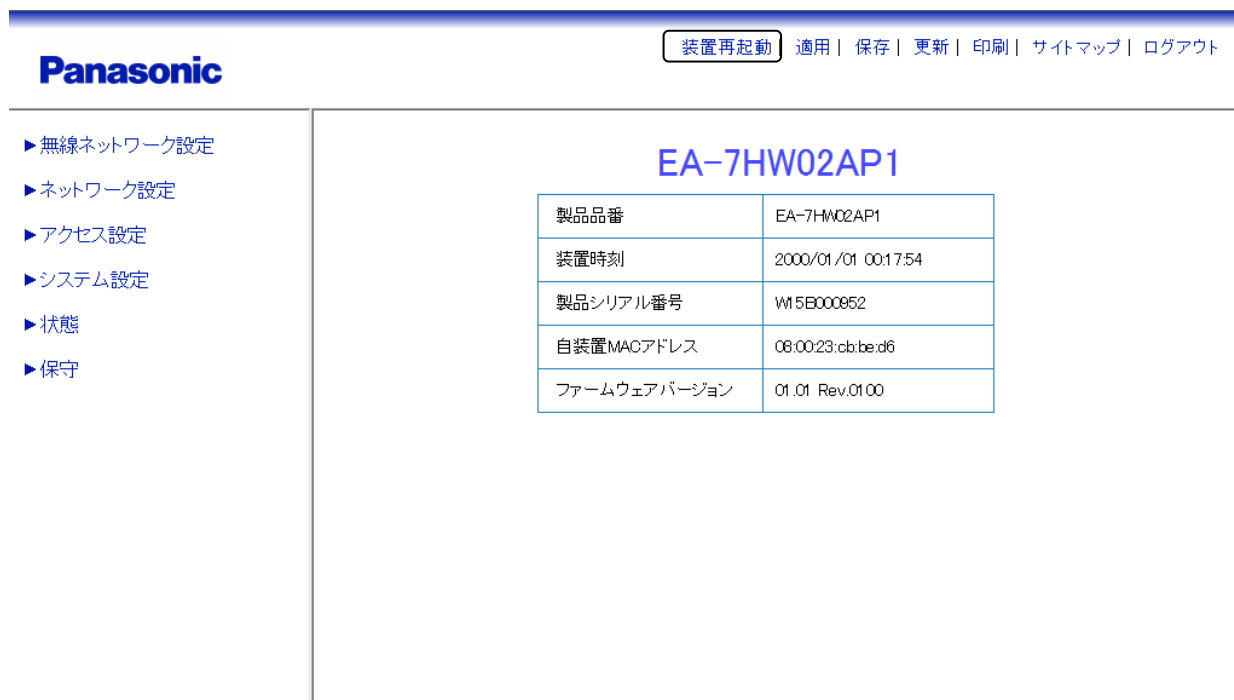 装置再起動| 適用| 保存| 更新| 印刷| サイトマップ| ログアウト
Panasonic
►無線ネットワーク設定
►ネットワーク設定
►アクセス設定
►システム設定
►状態
►保守
EA-7HW02AP1
製品品番 EA-7HW02AP1
装置時刻 2000/01/01 00:17:54
製品シリアル番号 W15B000952
自装置MACアドレス 08:00:23:cb:be:d6
ファームウェアバージョン 01.01 Rev.0100